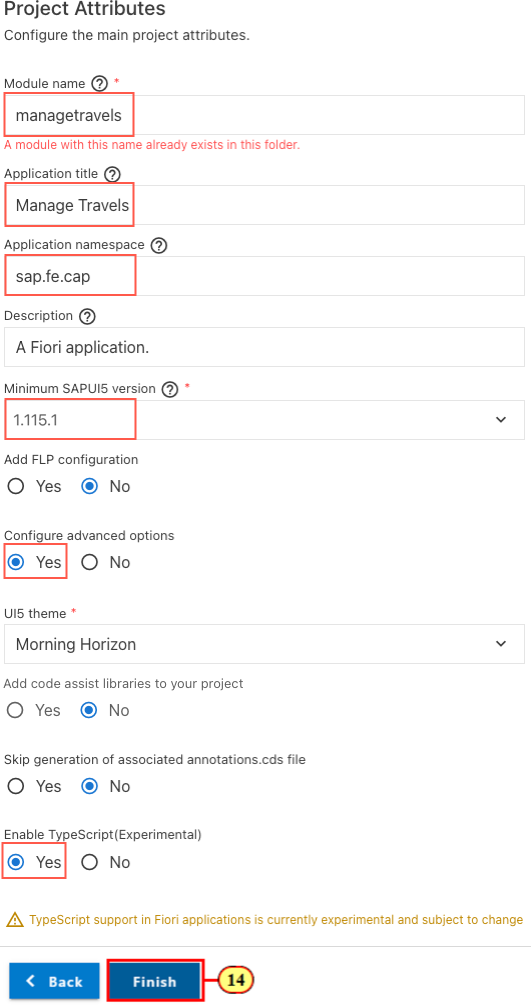 Project Attributes
Configure the main project attributes.
Module name ? *
managetravels
A module with this name already exists in this folder.
Application title ?
Manage Travels
Application namespace ?
sap.fe.cap
Description ?
A Fiori application.
Minimum SAPUI5 version ? *
1.115.1
Add FLP configuration
Yes No
Configure advanced options
Yes No
UI5 theme *
Morning Horizon
Add code assist libraries to your project
Yes No
Skip generation of associated annotations.cds file
Yes No
Enable TypeScript(Experimental)
Yes No
TypeScript support in Fiori applications is currently experimental and subject to change
Back Finish 14